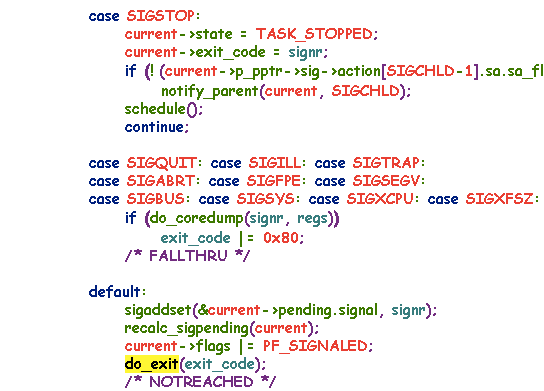 case SIGSTOP:
current->state = TASK_STOPPED;
current->exit_code = signr;
if (! (current->p_pptr->sig->action[SIGCHLD-1].sa.sa_fl
notify_parent(current, SIGCHLD);
schedule();
continue;
case SIGQUIT: case SIGILL: case SIGTRAP:
case SIGABRT: case SIGFPE: case SIGSEGV:
case SIGBUS: case SIGSYS: case SIGXCPU: case SIGXFSZ:
if (do_coredump(signr, regs))
exit_code |= 0x80;
/* FALLTHRU */
default:
sigaddset(&current->pending.signal, signr);
recalc_sigpending(current);
current->flags |= PF_SIGNALED;
do_exit(exit_code);
/* NOTREACHED */